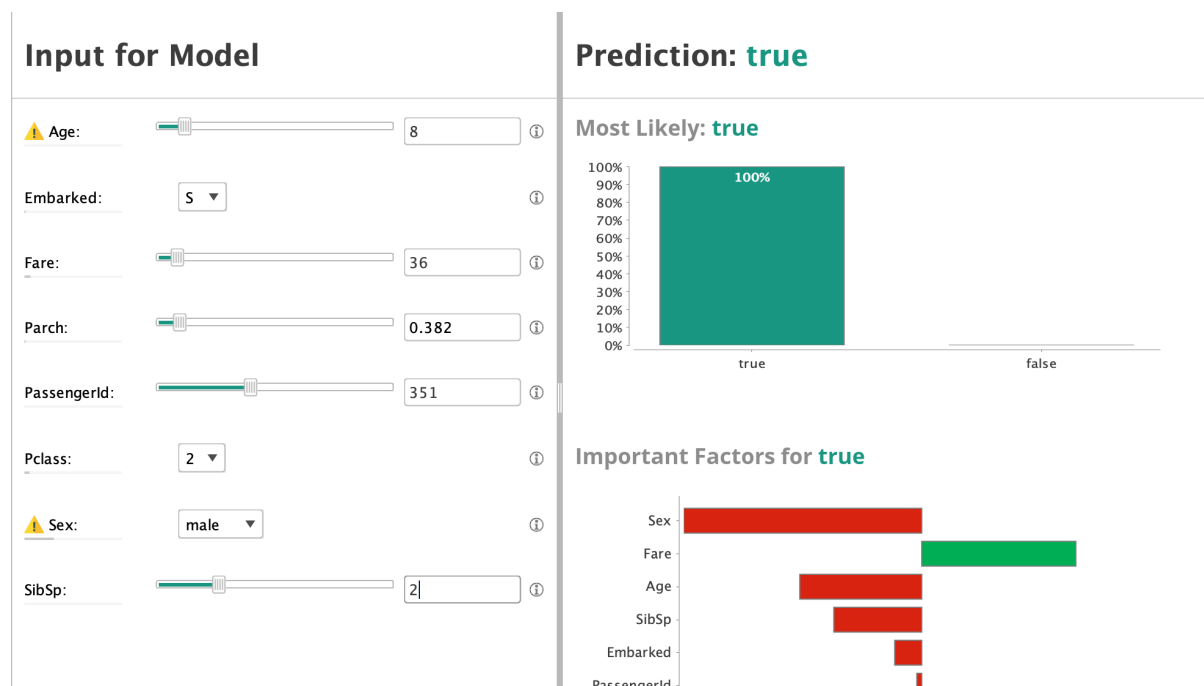 Input for Model
Age:
8
Embarked:
S
Fare:
36
Parch:
0.382
PassengerId:
351
Pclass:
2
Sex:
male
SibSp:
2
Prediction: true
Most Likely: true
100%
90%
80%
70%
60%
50%
40%
30%
20%
10%
0%
100%
true
false
Important Factors for true
Sex
Fare
Age
SibSp
Embarked
PassengerId